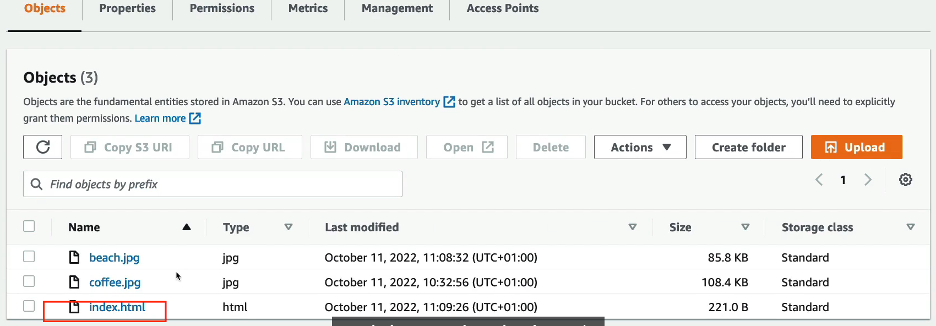 Objects Properties Permissions Metrics Management Access Points
Objects (3)
Objects are the fundamental entities stored in Amazon S3. You can use Amazon S3 inventory to get a list of all objects in your bucket. For others to access your objects, you'll need to explicitly
grant them permissions. Learn more
Copy S3 URI Copy URL Download Open Delete Actions Create folder Upload
Find objects by prefix 1
Name Type Last modified Size Storage class
beach.jpg jpg October 11, 2022, 11:08:32 (UTC+01:00) 85.8 KB Standard
coffee.jpg jpg October 11, 2022, 10:32:56 (UTC+01:00) 108.4 KB Standard
index.html html October 11, 2022, 11:09:26 (UTC+01:00) 221.0 B Standard